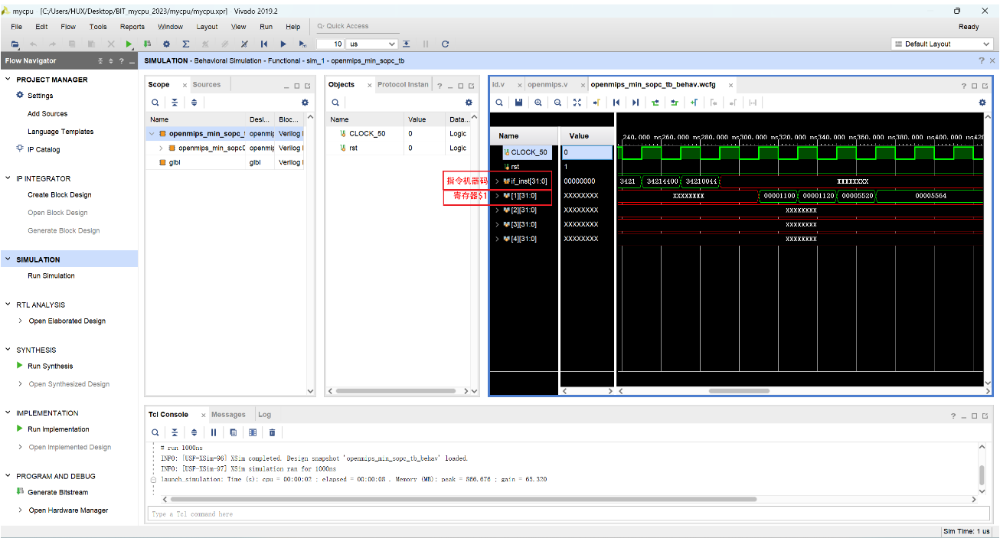 mycpu - [C:/Users/HUX/Desktop/BIT_mycpu_2023/mycpu/mycpu.xpr] - Vivado 2019.2
File Edit Flow Tools Reports Window Layout View Run Help Quick Access Ready
10 us Default Layout
Flow Navigator
SIMULATION - Behavioral Simulation - Functional - sim_1 - openmips_min_sopc_tb
PROJECT MANAGER
Settings
Add Sources
Language Templates
IP Catalog
IP INTEGRATOR
Create Block Design
Open Block Design
Generate Block Design
SIMULATION
Run Simulation
RTL ANALYSIS
Open Elaborated Design
SYNTHESIS
Run Synthesis
Open Synthesized Design
IMPLEMENTATION
Run Implementation
Open Implemented Design
PROGRAM AND DEBUG
Generate Bitstream
Open Hardware Manager
Scope Sources
Name Desi... Bloc...
openmips_min_sopc_ openmip Verilog
openmips_min_sopc openmip Verilog
glbl glbl Verilog
Objects Protocol Instan
Name Value Data...
CLOCK_50 0 Logic
rst 0 Logic
id.v openmips.v openmips_min_sopc_tb_behav.wcfg
Name Value
240.000 ns 260.000 ns 280.000 ns 300.000 ns 320.000 ns 340.000 ns 360.000 ns 380.000 ns 400.000 ns 420
CLOCK_50 0
rst 1
指令机器码 if_inst[31:0] 00000000 3421 34214400 34210044 XXXXXXXX
寄存器$1 [1][31:0] XXXXXXXX XXXXXXXX 00001100 00001120 00005520 00005564
[2][31:0] XXXXXXXX XXXXXXXX
[3][31:0] XXXXXXXX XXXXXXXX
[4][31:0] XXXXXXXX XXXXXXXX
Tcl Console Messages Log
# run 1000ns
INFO: [USF-XSim-96] XSim completed. Design snapshot 'openmips_min_sopc_tb_behav' loaded.
INFO: [USF-XSim-97] XSim simulation ran for 1000ns
launch_simulation: Time (s): cpu = 00:00:02 ; elapsed = 00:00:08 . Memory (MB): peak = 866.676 ; gain = 65.320
Type a Tcl command here
Sim Time: 1 us